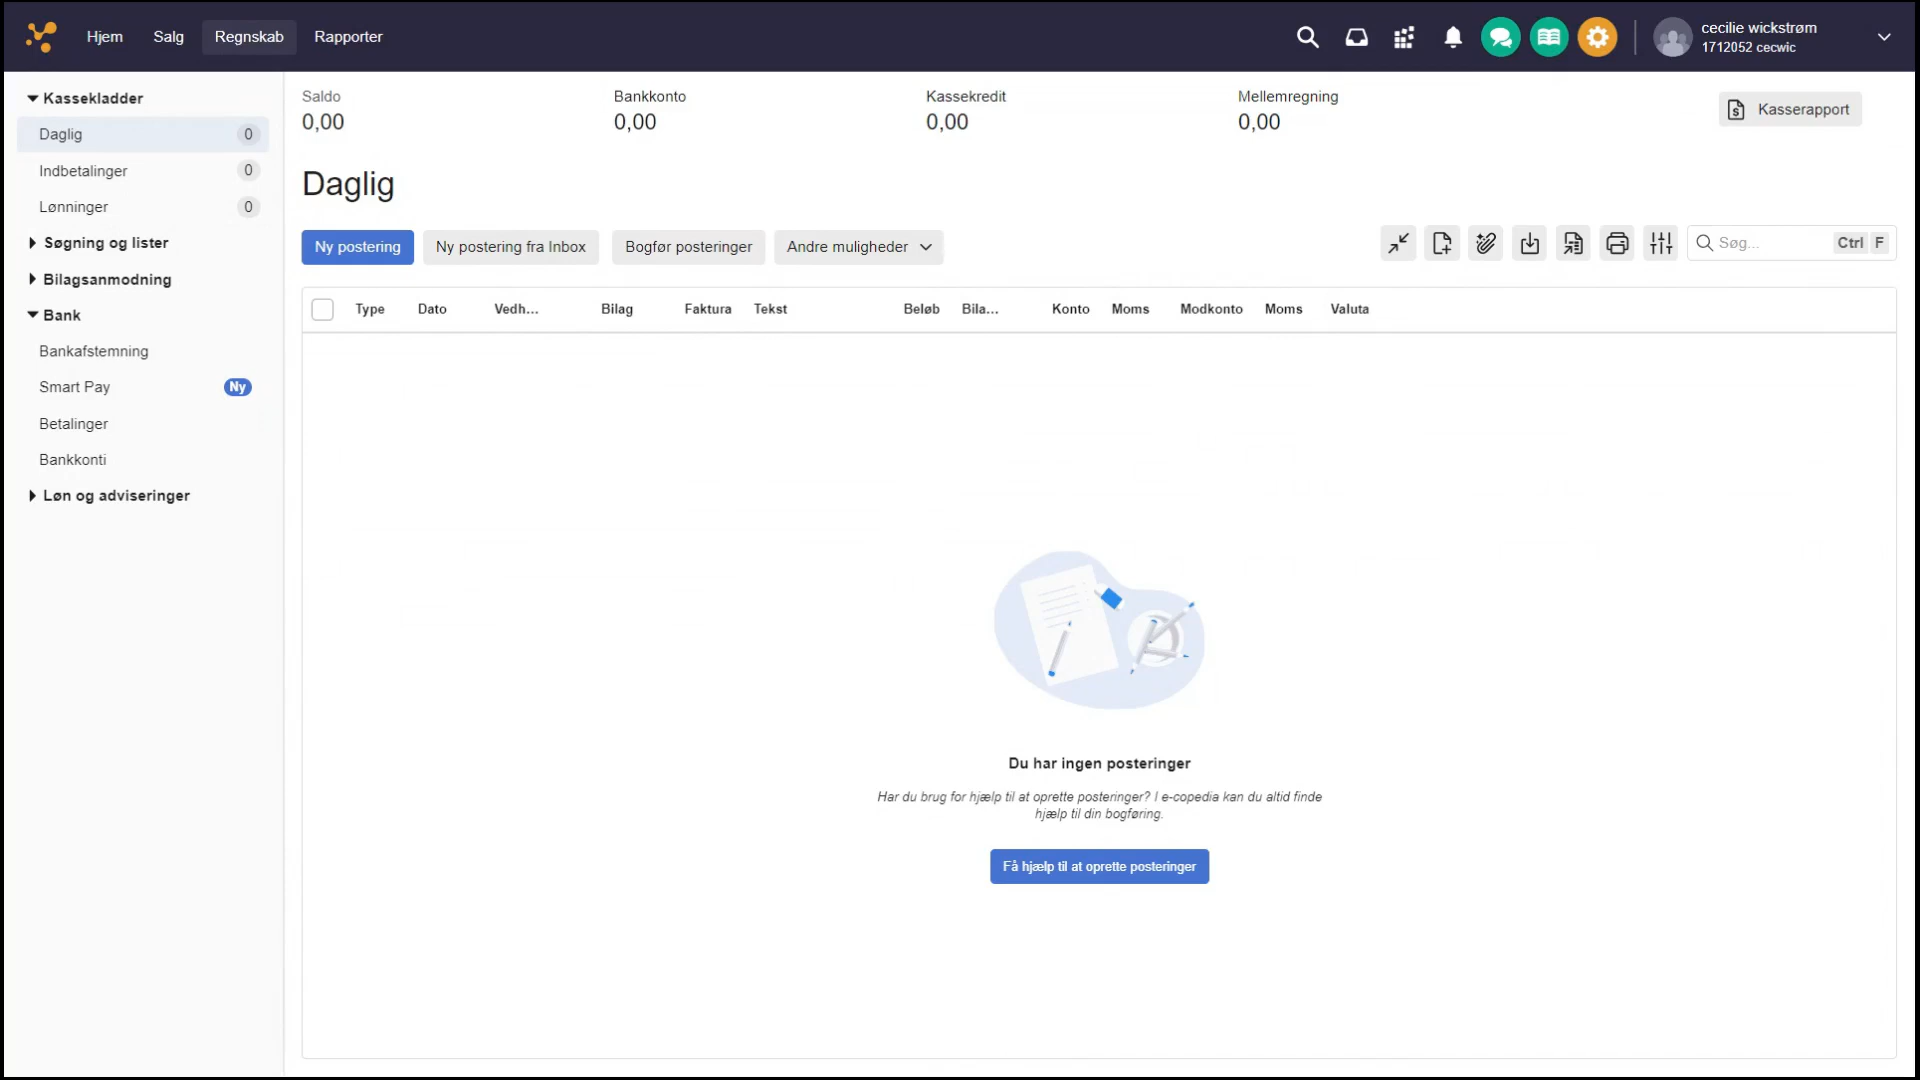 Hjem Salg Regnskab Rapporter
cecilie wickstrøm
1712052 cecwic
Kassekladder
Daglig 0
Indbetalinger 0
Lønninger 0
Søgning og lister
Bilagsanmodning
Bank
Bankafstemning
Smart Pay Ny
Betalinger
Bankkonti
Løn og adviseringer
Saldo Bankkonto Kassekredit Mellemregning
0,00 0,00 0,00 0,00
Kasserapport
Daglig
Ny postering Ny postering fra Inbox Bogfør posteringer Andre muligheder
Søg... Ctrl F
Type Dato Vedh... Bilag Faktura Tekst Beløb Bila... Konto Moms Modkonto Moms Valuta
Du har ingen posteringer
Har du brug for hjælp til at oprette posteringer? I e-copedia kan du altid finde
hjælp til din bogføring.
Få hjælp til at oprette posteringer